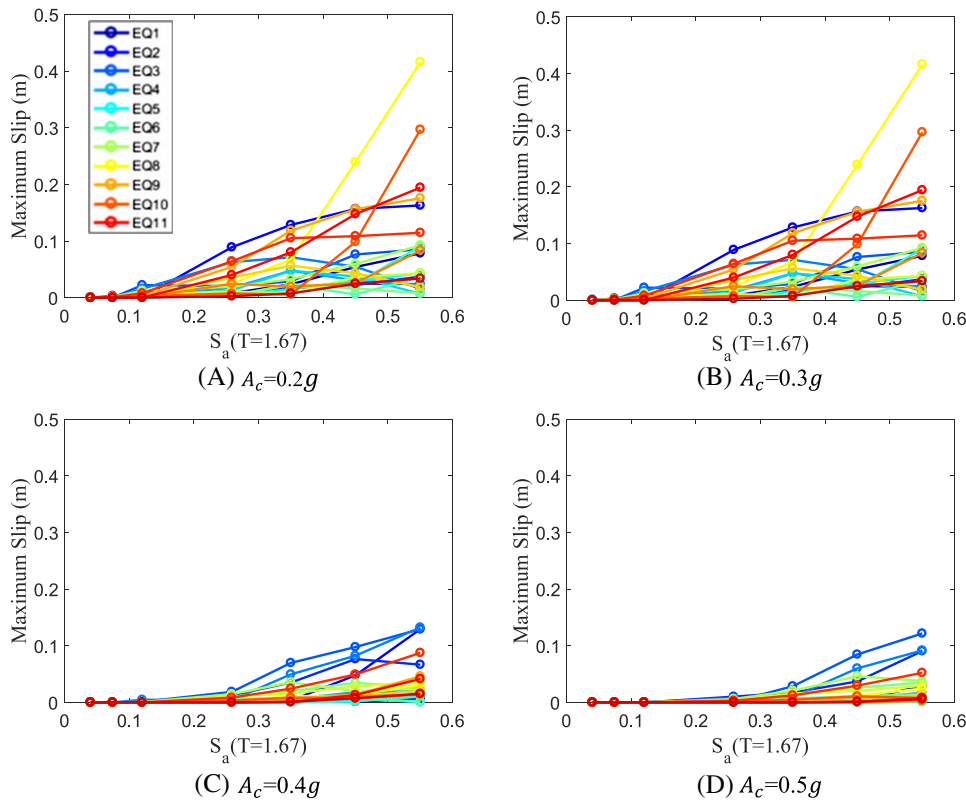 0.5
0.4
0.3
0.2
0.1
0
Maximum Slip (m)
EQ1
EQ2
EQ3
EQ4
EQ5
EQ6
EQ7
EQ8
EQ9
EQ10
EQ11
0 0.1 0.2 0.3 0.4 0.5 0.6
Sa(T=1.67)
(A) Ac=0.2g
0.5
0.4
0.3
0.2
0.1
0
Maximum Slip (m)
0 0.1 0.2 0.3 0.4 0.5 0.6
Sa(T=1.67)
(B) Ac=0.3g
0.5
0.4
0.3
0.2
0.1
0
Maximum Slip (m)
0 0.1 0.2 0.3 0.4 0.5 0.6
Sa(T=1.67)
(C) Ac=0.4g
0.5
0.4
0.3
0.2
0.1
0
Maximum Slip (m)
0 0.1 0.2 0.3 0.4 0.5 0.6
Sa(T=1.67)
(D) Ac=0.5g